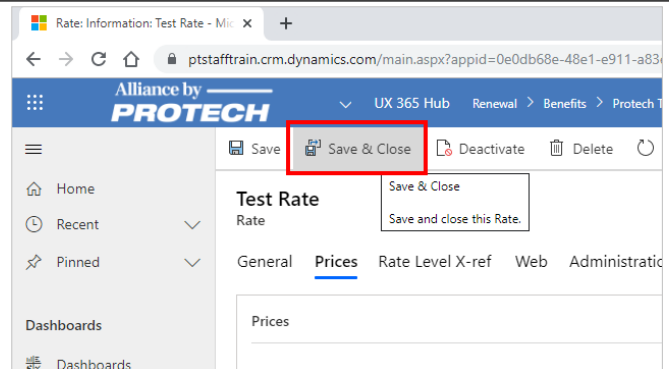 Rate: Information: Test Rate - Mic
ptstafftrain.crm.dynamics.com/main.aspx?appid=0e0db68e-48e1-e911-a83
Alliance by
PROTECH
UX 365 Hub Renewal > Benefits > Protech
Save Save & Close Deactivate Delete
Home
Recent
Pinned
Dashboards
Dashboards
Test Rate
Rate
Save & Close
Save and close this Rate.
General Prices Rate Level X-ref Web Administratio
Prices